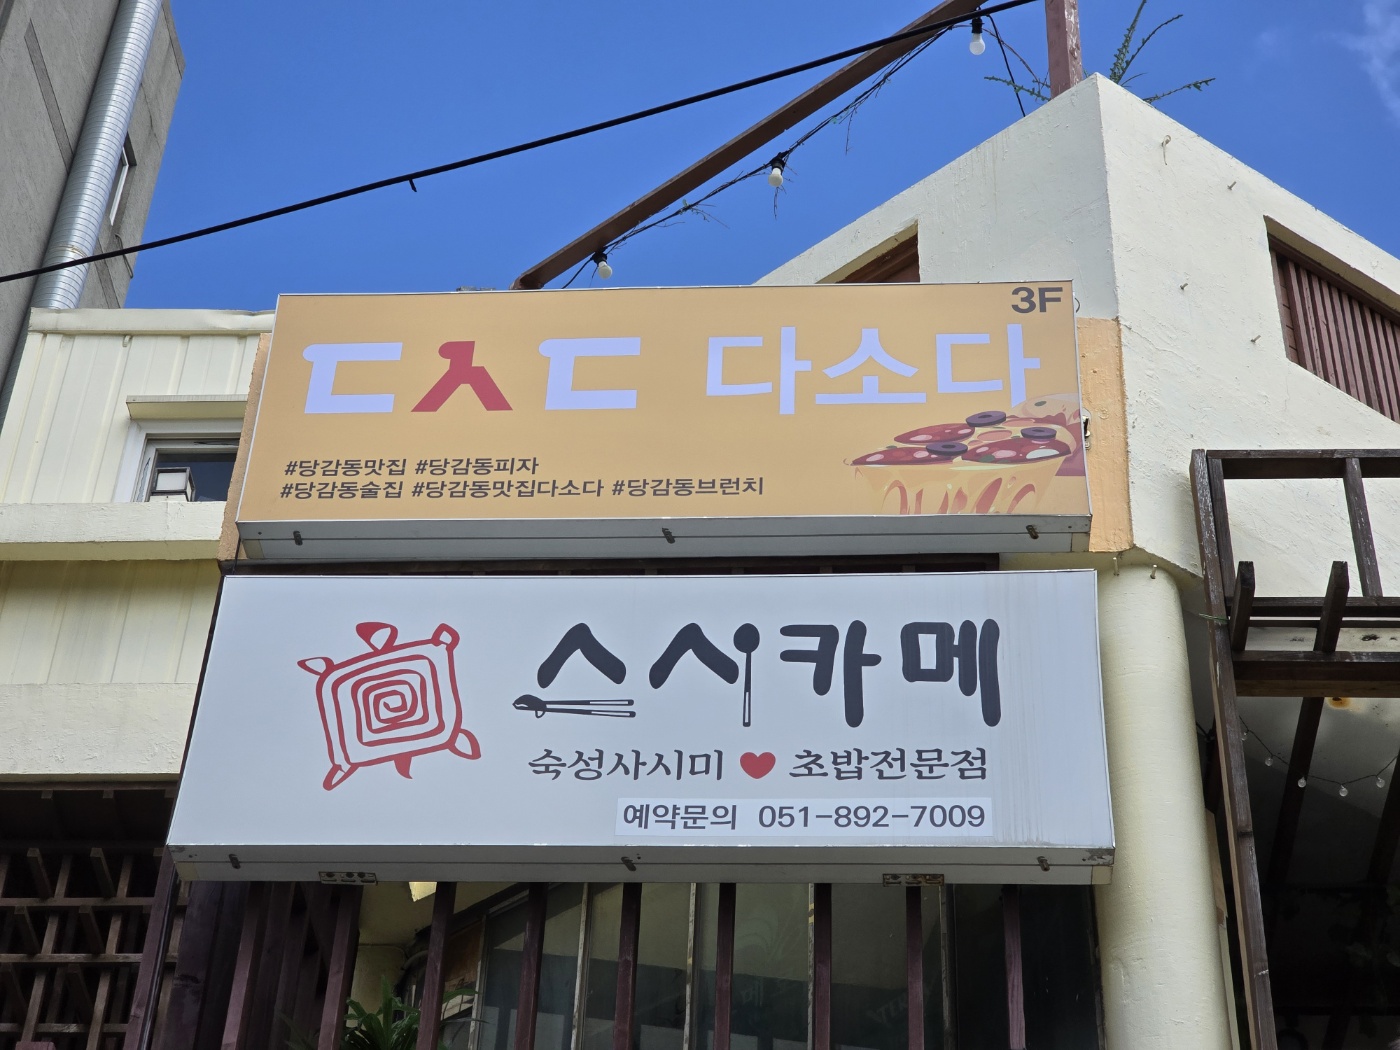 3F
ㄷㅅㄷ 다소다
#당감동맛집 #당감동피자
#당감동술집 #당감동맛집다소다 #당감동브런치
스시카메
숙성사시미 ♥ 초밥전문점
예약문의 051-892-7009